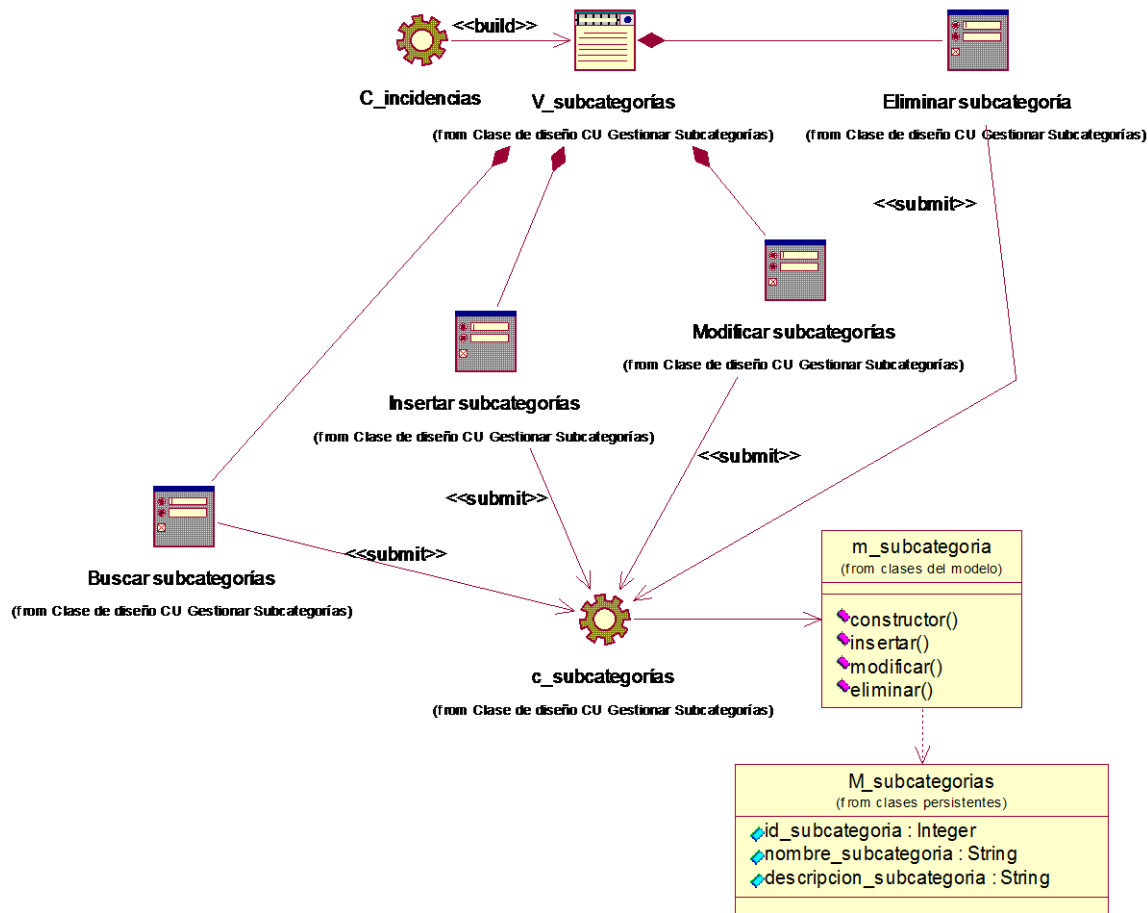 <<build>>
C_incidencias
V_subcategorías
Eliminar subcategoría
(from Clase de diseño CU Gestionar Subcategorías)
(from Clase de diseño CU Gestionar Subcategorías)
<<submit>>
Modificar subcategorías
(from Clase de diseño CU Gestionar Subcategorías)
Insertar subcategorías
(from Clase de diseño CU Gestionar Subcategorías)
<<submit>>
<<submit>>
<<submit>>
Buscar subcategorías
(from Clase de diseño CU Gestionar Subcategorías)
c_subcategorías
(from Clase de diseño CU Gestionar Subcategorías)
m_subcategoria
(from clases del modelo)
constructor()
insertar()
modificar()
eliminar()
M_subcategorias
(from clases persistentes)
id_subcategoria : Integer
nombre_subcategoria : String
descripcion_subcategoria : String